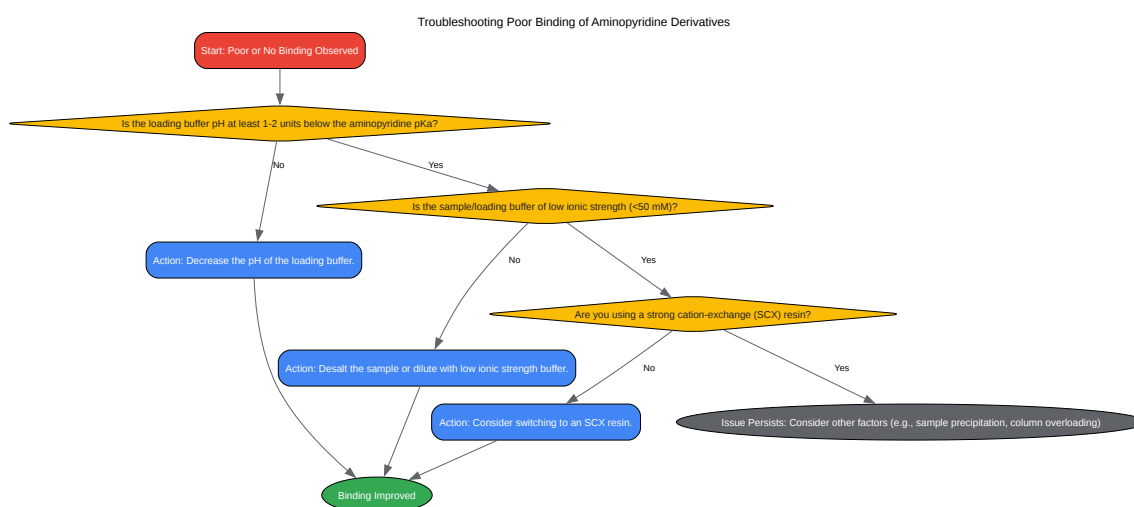 Troubleshooting Poor Binding of Aminopyridine Derivatives
Start: Poor or No Binding Observed
Is the loading buffer pH at least 1-2 units below the aminopyridine pKa?
No
Yes
Is the sample/loading buffer of low ionic strength (<50 mM)?
Action: Decrease the pH of the loading buffer.
No
Yes
Are you using a strong cation-exchange (SCX) resin?
Action: Desalt the sample or dilute with low ionic strength buffer.
No
Yes
Action: Consider switching to an SCX resin.
Issue Persists: Consider other factors (e.g., sample precipitation, column overloading)
Binding Improved